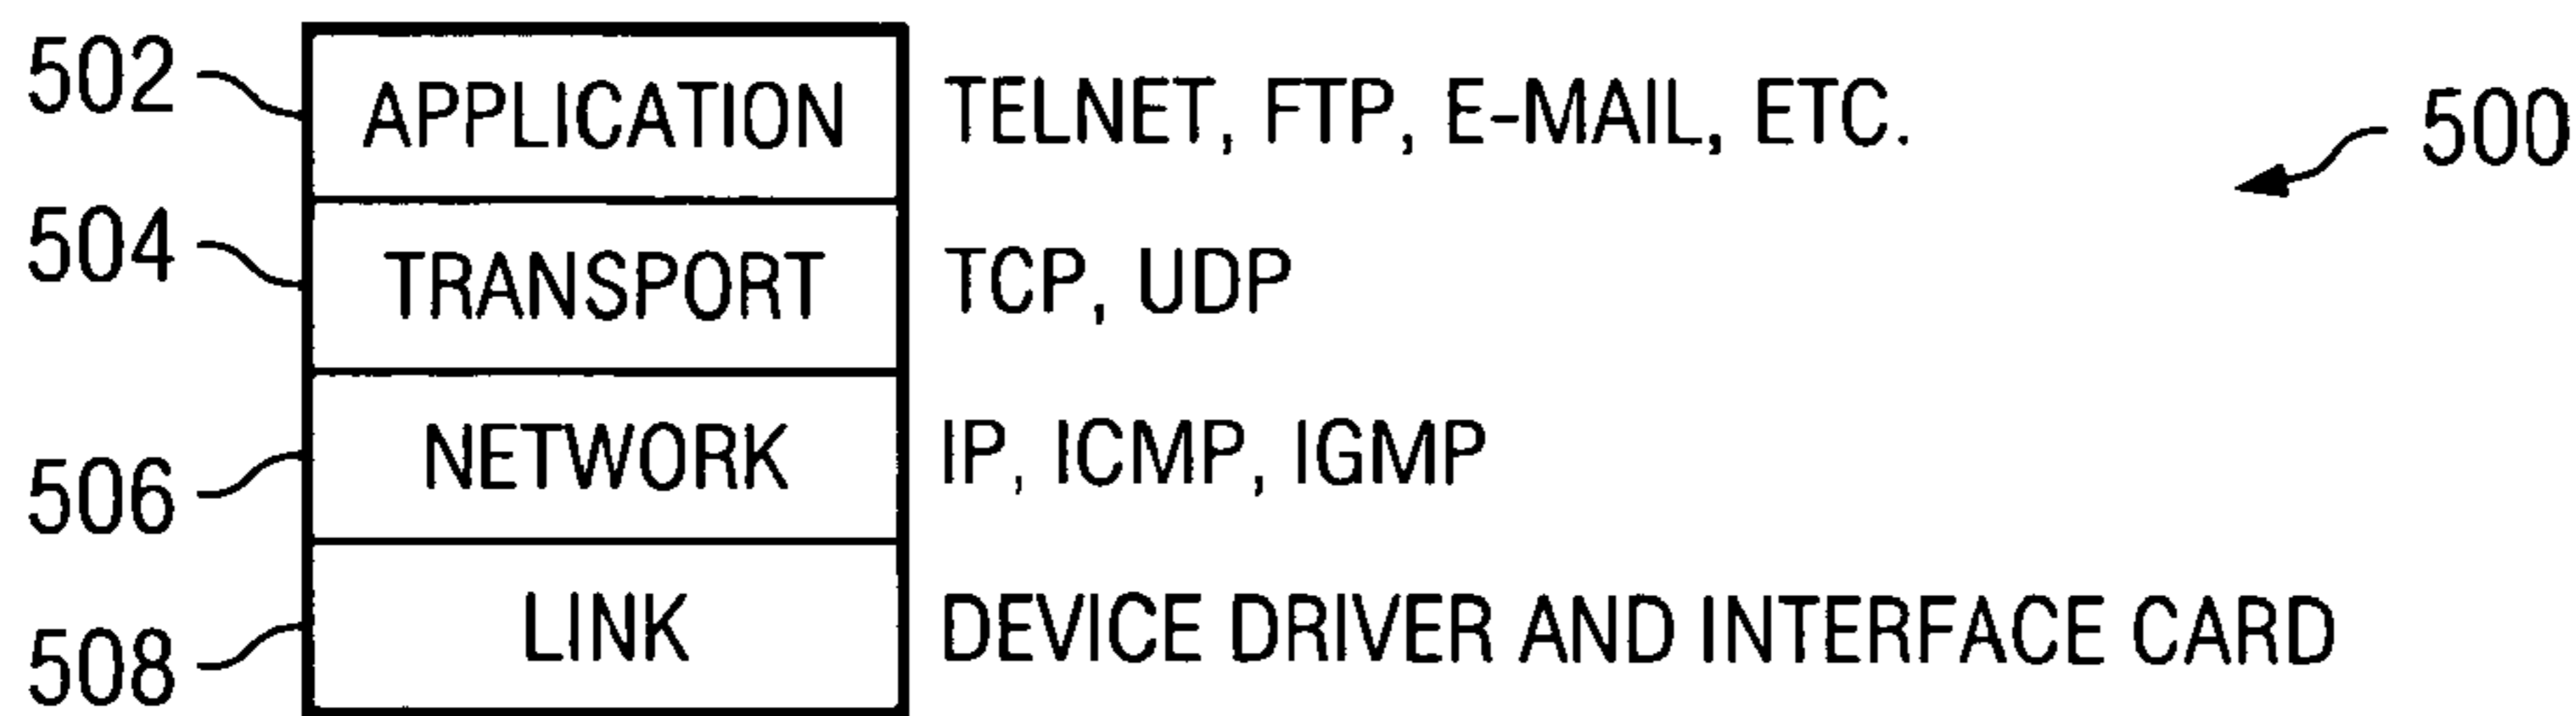 502 APPLICATION TELNET, FTP, E-MAIL, ETC.
500
504 TRANSPORT TCP, UDP
506 NETWORK IP, ICMP, IGMP
508 LINK DEVICE DRIVER AND INTERFACE CARD